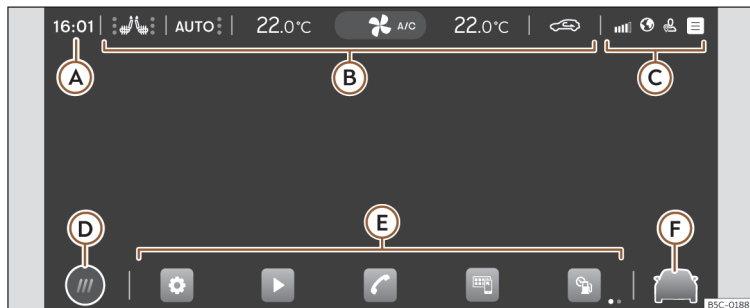 16:01 AUTO 22.0°C A/C 22.0°C
A B C
D E F
B5C-0188